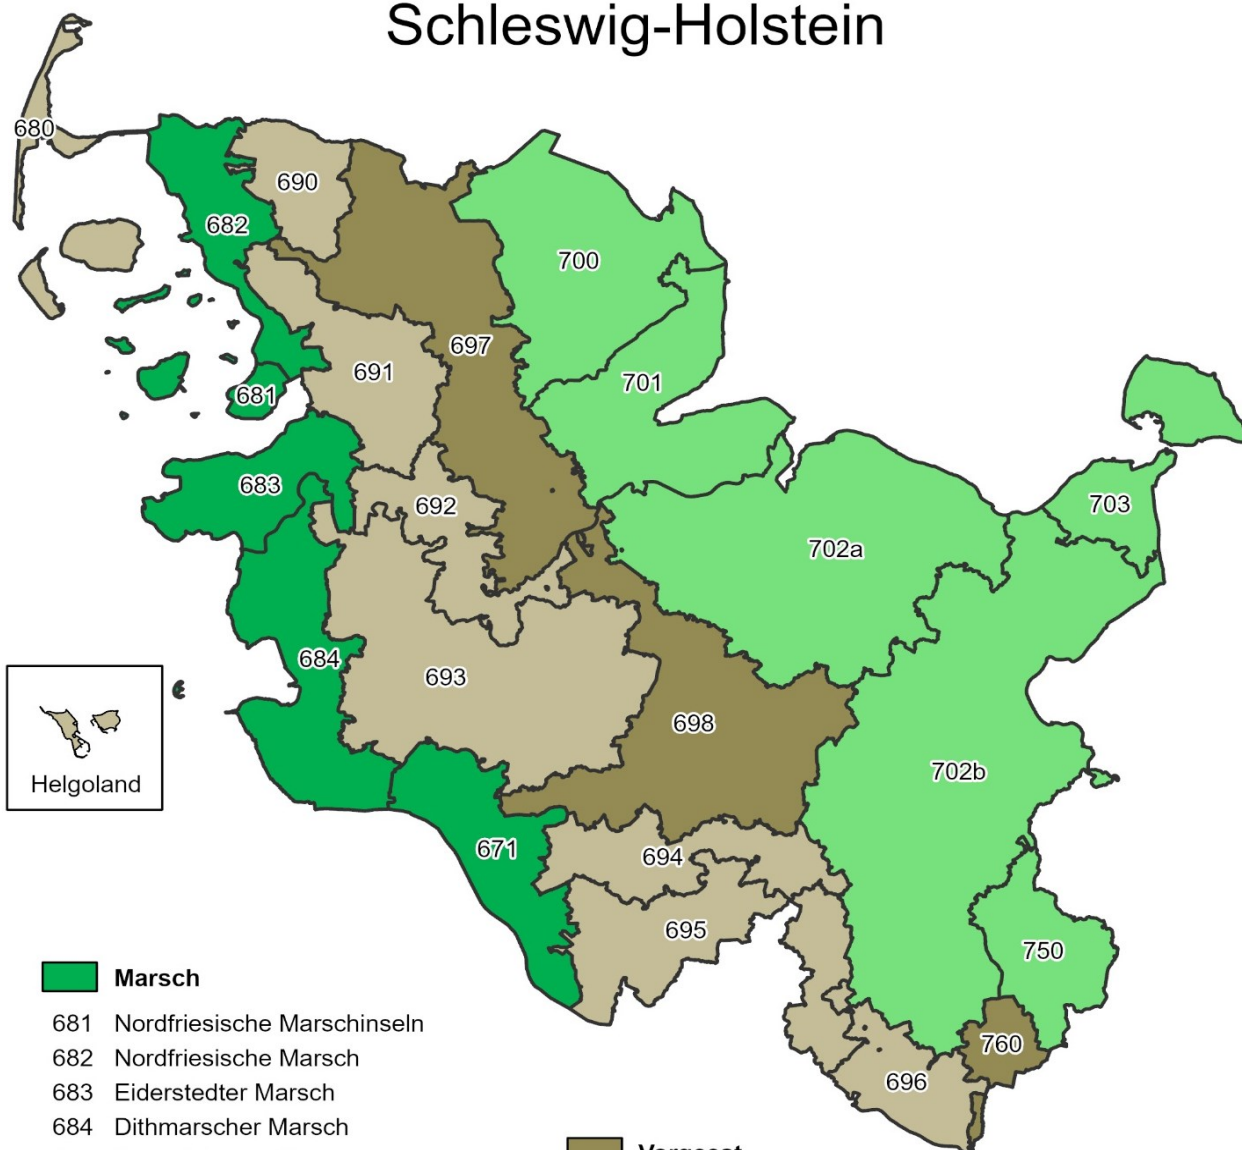 Schleswig-Holstein
680
690
682
700
697
691
701
681
683
692
703
702a
684
693
698
702b
Helgoland
671
694
695
750
760
696
Marsch
681 Nordfriesische Marschinseln
682 Nordfriesische Marsch
683 Eiderstedter Marsch
684 Dithmarscher Marsch